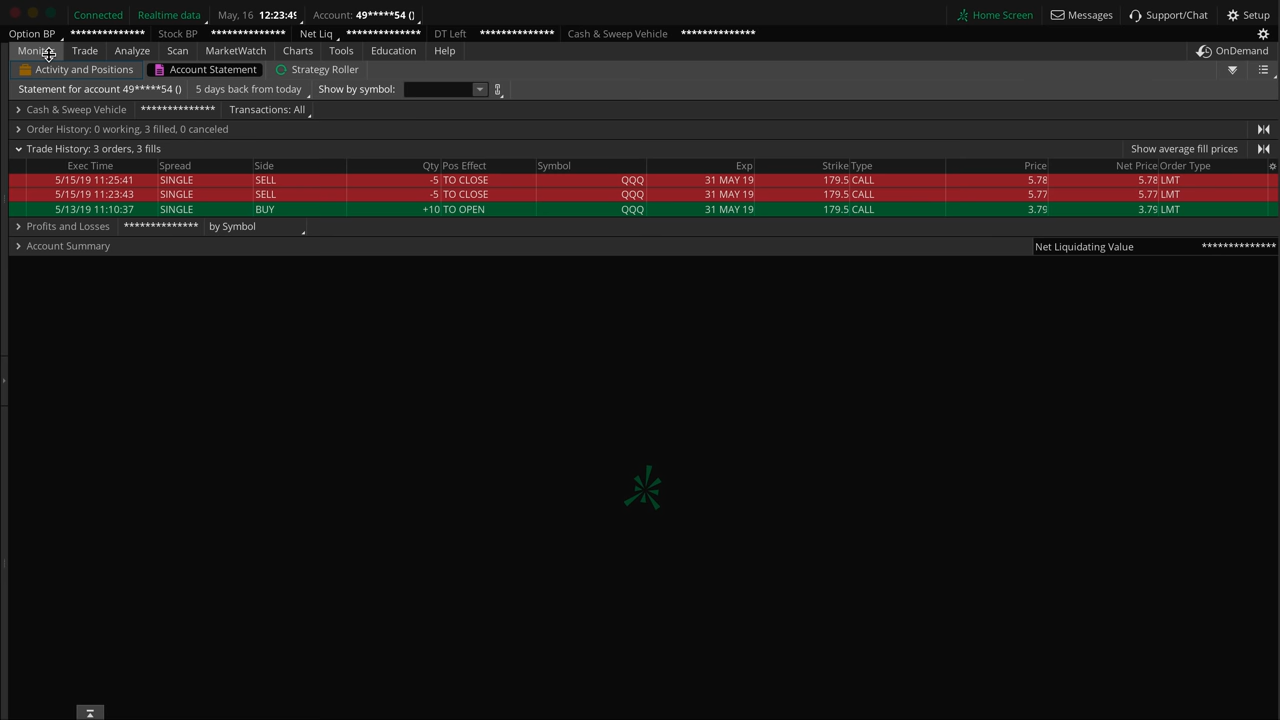 Connected Realtime data May, 16 12:23:45 Account: 49*****54 () Home Screen Messages Support/Chat Setup
Option BP ************** Stock BP ************** Net Liq ************** DT Left ************** Cash & Sweep Vehicle **************
Monitor Trade Analyze Scan MarketWatch Charts Tools Education Help OnDemand
Activity and Positions Account Statement Strategy Roller
Statement for account 49*****54 () 5 days back from today Show by symbol:
Cash & Sweep Vehicle ************** Transactions: All
Order History: 0 working, 3 filled, 0 canceled
Trade History: 3 orders, 3 fills Show average fill prices
Exec Time Spread Side Qty Pos Effect Symbol Exp Strike Type Price Net Price Order Type
5/15/19 11:25:41 SINGLE SELL -5 TO CLOSE QQQ 31 MAY 19 179.5 CALL 5.78 5.78 LMT
5/15/19 11:23:43 SINGLE SELL -5 TO CLOSE QQQ 31 MAY 19 179.5 CALL 5.77 5.77 LMT
5/13/19 11:10:37 SINGLE BUY +10 TO OPEN QQQ 31 MAY 19 179.5 CALL 3.79 3.79 LMT
Profits and Losses ************** by Symbol
Account Summary Net Liquidating Value **************